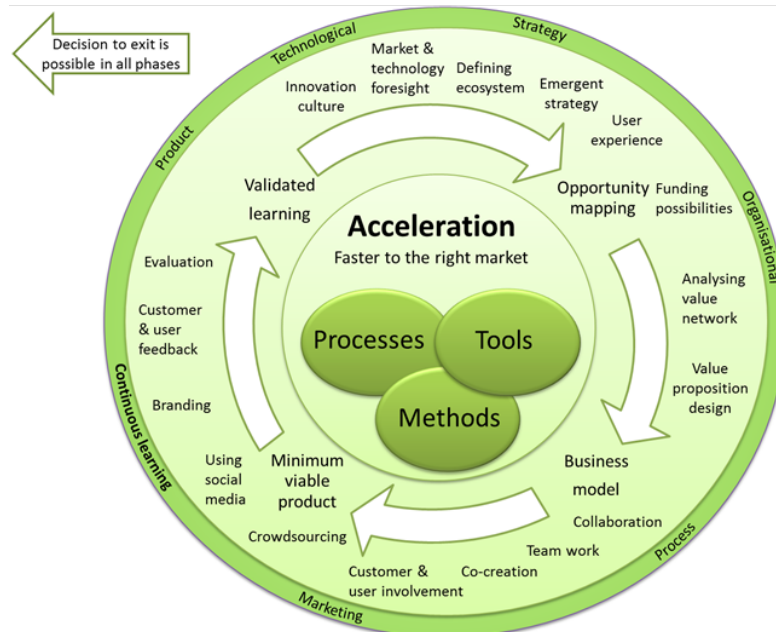 Decision to exit is
possible in all phases
Technological
Strategy
Product
Organisational
Continuous learning
Process
Marketing
Innovation
culture
Market &
technology
foresight
Defining
ecosystem
Emergent
strategy
User
experience
Validated
learning
Opportunity
mapping
Funding
possibilities
Acceleration
Faster to the right market
Processes
Tools
Methods
Evaluation
Customer
& user
feedback
Branding
Using
social
media
Analysing
value
network
Value
proposition
design
Minimum
viable
product
Business
model
Crowdsourcing
Customer &
user involvement
Co-creation
Team work
Collaboration